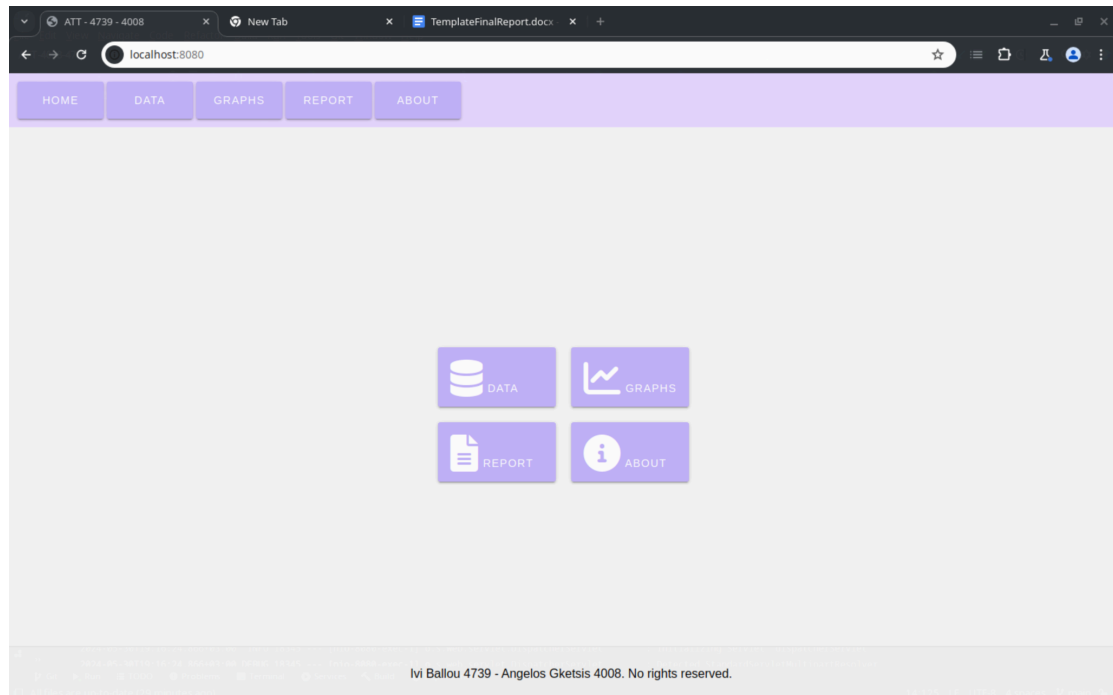 ATT - 4739 - 4008
New Tab
TemplateFinalReport.docx
localhost:8080
HOME DATA GRAPHS REPORT ABOUT
DATA GRAPHS
REPORT ABOUT
Ivi Ballou 4739 - Angelos Gketsis 4008. No rights reserved.